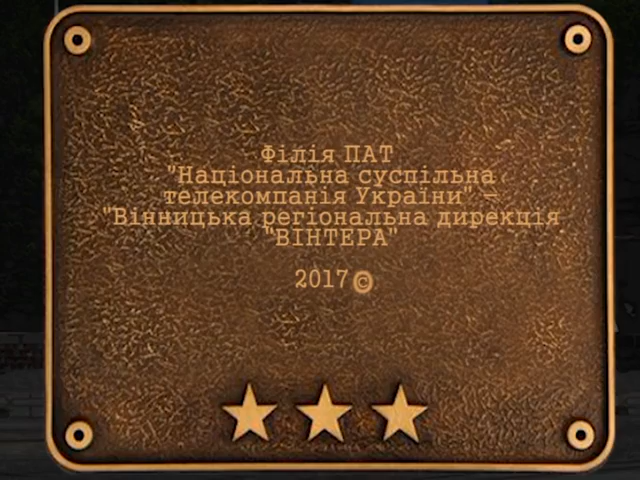 Філія ПАТ
"Національна суспільна
телекомпанія України" –
"Вінницька регіональна дирекція
"ВІНТЕРА"
2017 ©